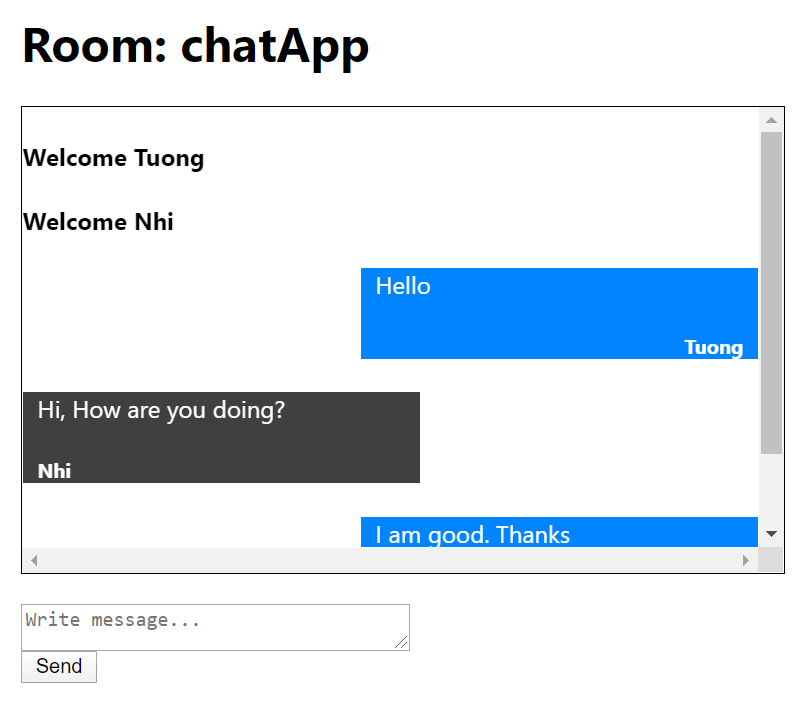 Room: chatApp
Welcome Tuong
Welcome Nhi
Hello
Tuong
Hi, How are you doing?
Nhi
I am good. Thanks
Write message...
Send